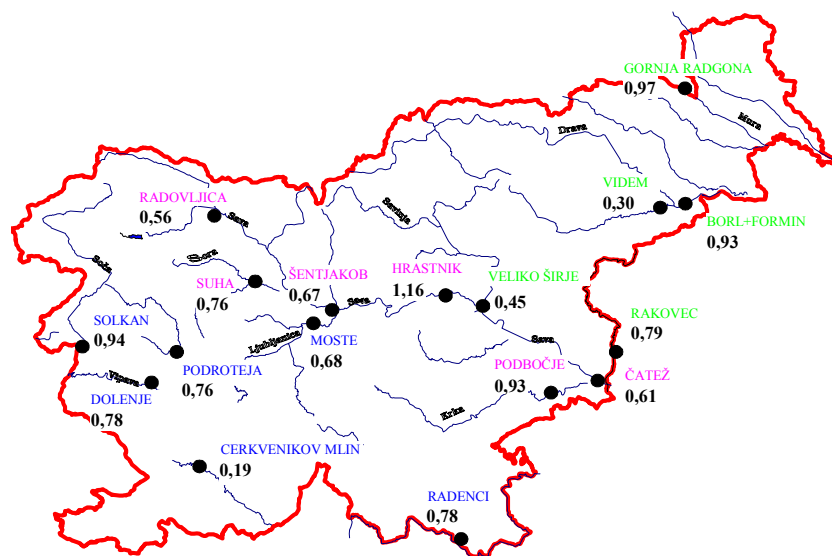 GORNJA RADGONA
0,97
Mura
Drava
VIDEM
0,30
BORL+FORMIN
0,93
RADOVLJICA
0,56
Sava
Savinja
Sora
Soča
SUHA
0,76
ŠENTJAKOB
0,67
Sava
HRASTNIK
1,16
VELIKO ŠIRJE
0,45
SOLKAN
0,94
Ljubljanica
MOSTE
0,68
RAKOVEC
0,79
Sava
PODROTEJA
0,76
Vipava
DOLENJE
0,78
PODBOČJE
0,93
ČATEŽ
0,61
Krka
CERKVENIKOV MLIN
0,19
RADENCI
0,78